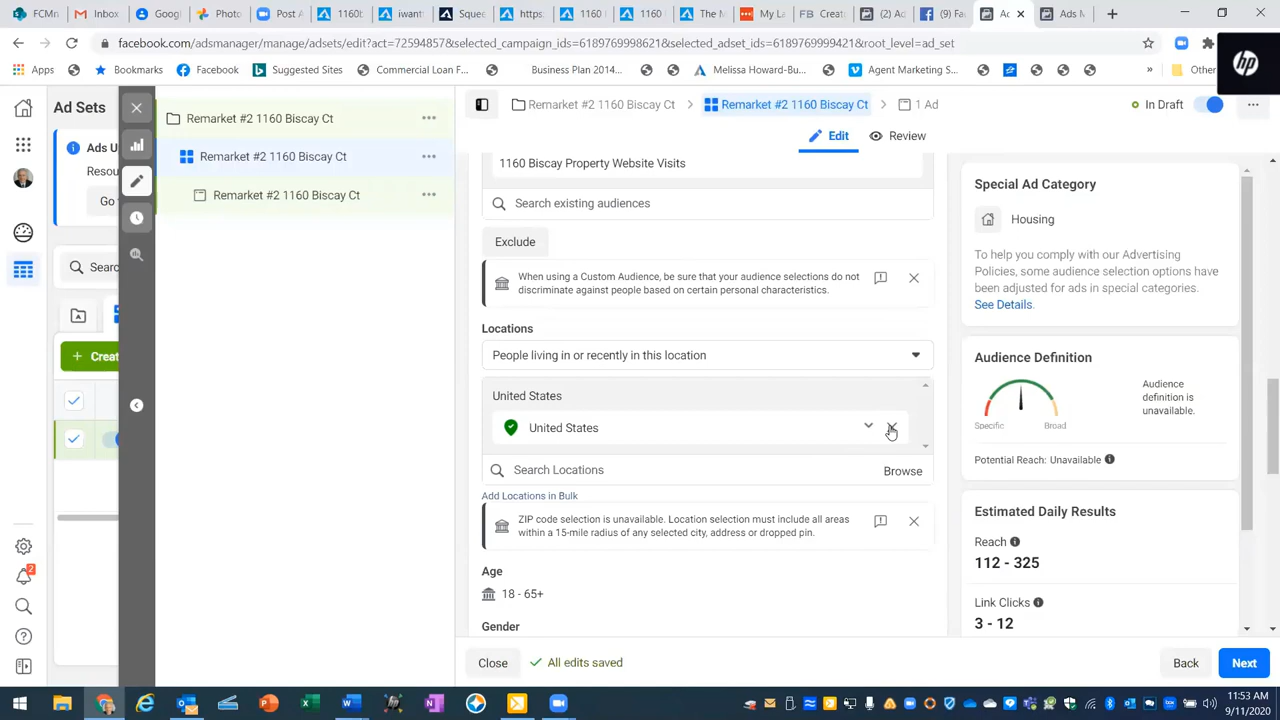 FCMn
Inbo
Googl
Photo
Post A
1160b
iwant
Squee
https:
1160 I
1160 
The M
My La
FB Crea
(2) Ad
(3) Fa
Ac
Ads M
facebook.com/adsmanager/manage/adsets/edit?act=72594857&selected_campaign_ids=6189769998621&selected_adset_ids=6189769999421&root_level=ad_set
Apps
Bookmarks
Facebook
Suggested Sites
Commercial Loan F...
Business Plan 2014...
Melissa Howard-Bu...
Agent Marketing S...
»
Other
hp
Ad Sets
Remarket #2 1160 Biscay Ct
Remarket #2 1160 Biscay Ct
1 Ad
In Draft
Remarket #2 1160 Biscay Ct
Remarket #2 1160 Biscay Ct
Remarket #2 1160 Biscay Ct
Edit
Review
Ads U
Resou
Go t
Searc
Creat
1160 Biscay Property Website Visits
Search existing audiences
Exclude
When using a Custom Audience, be sure that your audience selections do not
discriminate against people based on certain personal characteristics.
Locations
People living in or recently in this location
United States
United States
Search Locations
Browse
Add Locations in Bulk
ZIP code selection is unavailable. Location selection must include all areas
within a 15-mile radius of any selected city, address or dropped pin.
Age
18 - 65+
Gender
Special Ad Category
Housing
To help you comply with our Advertising
Policies, some audience selection options have
been adjusted for ads in special categories.
See Details.
Audience Definition
Audience
definition is
unavailable.
Specific
Broad
Potential Reach: Unavailable
Estimated Daily Results
Reach
112 - 325
Link Clicks
3 - 12
2
Close
All edits saved
Back
Next
11:53 AM
9/11/2020